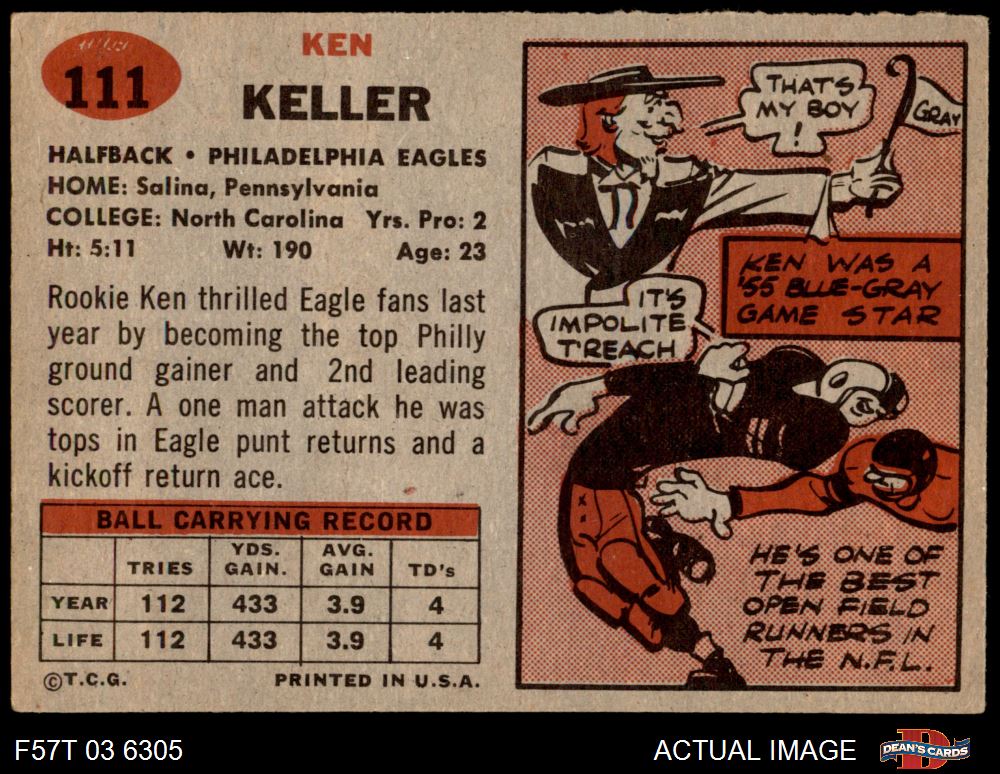 111
KEN
KELLER
HALFBACK • PHILADELPHIA EAGLES
HOME: Salina, Pennsylvania
COLLEGE: North Carolina Yrs. Pro: 2
Ht: 5:11 Wt: 190 Age: 23
Rookie Ken thrilled Eagle fans last
year by becoming the top Philly
ground gainer and 2nd leading
scorer. A one man attack he was
tops in Eagle punt returns and a
kickoff return ace.
BALL CARRYING RECORD
TRIES YDS. GAIN. AVG. GAIN TD's
YEAR 112 433 3.9 4
LIFE 112 433 3.9 4
©T.C.G. PRINTED IN U.S.A.
THAT'S
MY BOY
!
GRAY
KEN WAS A
'55 BLUE-GRAY
GAME STAR
IT'S
IMPOLITE
T'REACH
HE'S ONE OF
THE BEST
OPEN FIELD
RUNNERS IN
THE N.F.L.
F57T 03 6305
ACTUAL IMAGE
DEAN'S CARDS